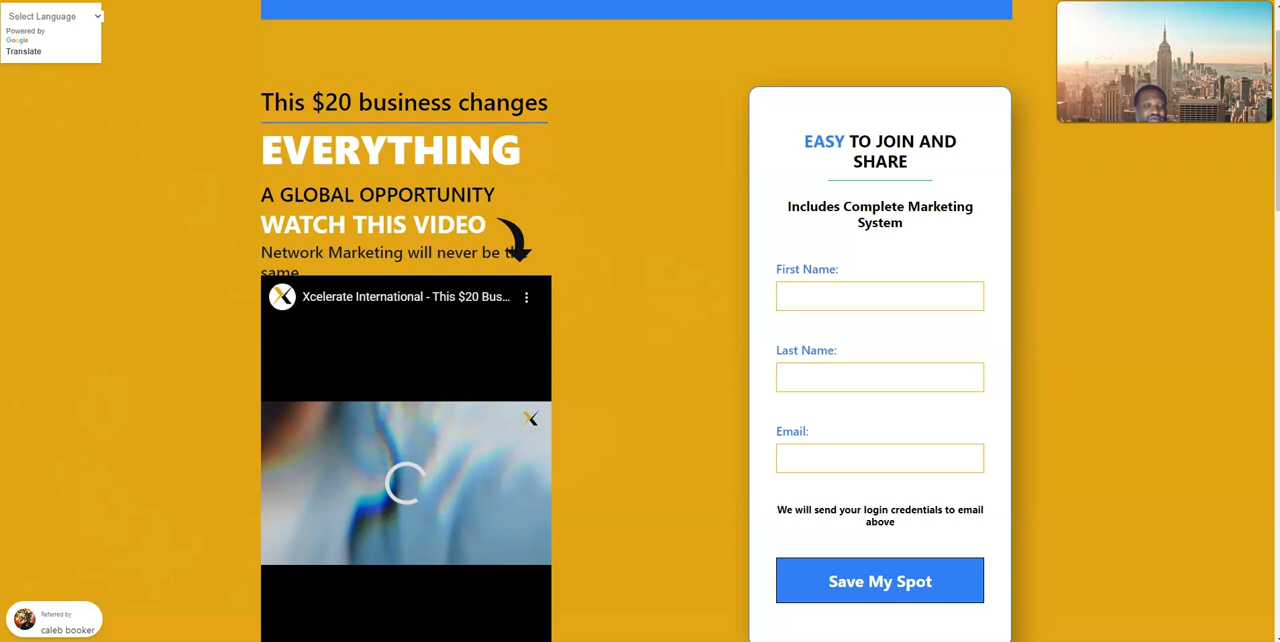 Select Language
Powered by
Google
Translate
This $20 business changes
EVERYTHING
A GLOBAL OPPORTUNITY
WATCH THIS VIDEO
Network Marketing will never be the
same
Xcelerate International - This $20 Bus...
EASY TO JOIN AND
SHARE
Includes Complete Marketing
System
First Name:
Last Name:
Email:
We will send your login credentials to email
above
Save My Spot
Referred by
caleb booker